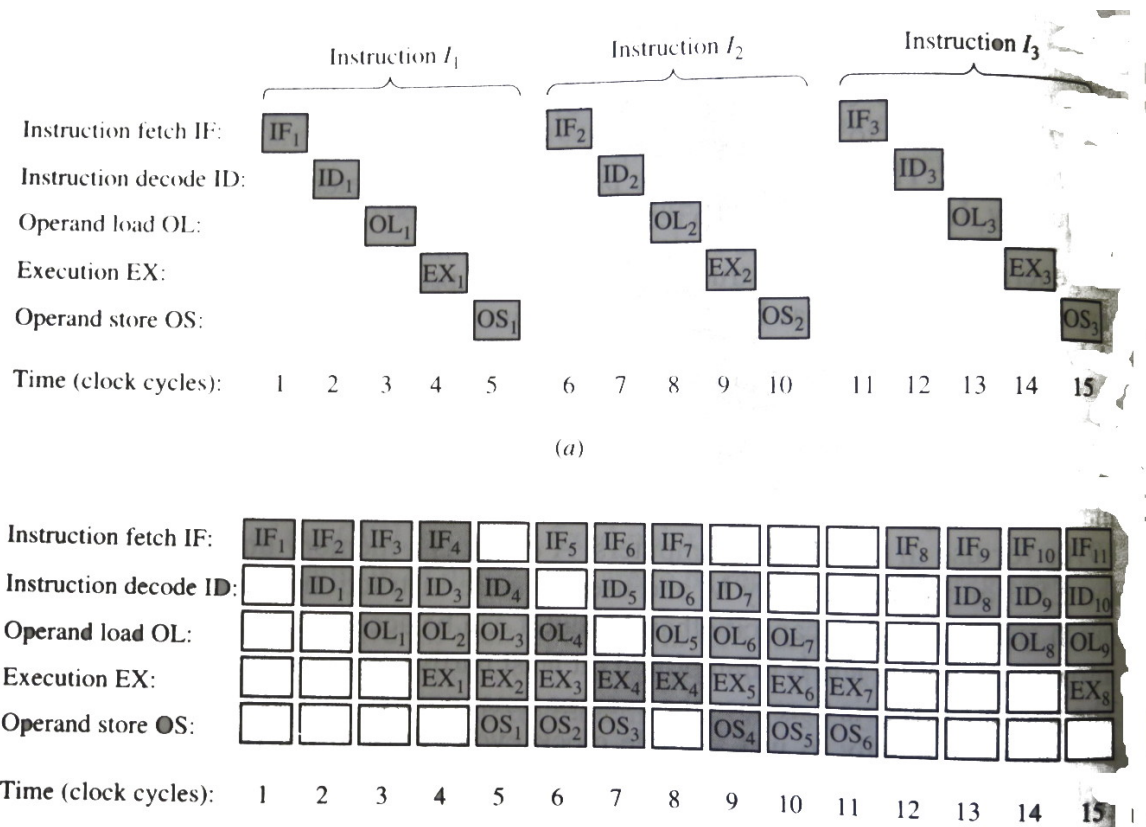 Instruction I1 Instruction I2 Instruction I3
Instruction fetch IF: IF1 IF2 IF3
Instruction decode ID: ID1 ID2 ID3
Operand load OL: OL1 OL2 OL3
Execution EX: EX1 EX2 EX3
Operand store OS: OS1 OS2 OS3
Time (clock cycles): 1 2 3 4 5 6 7 8 9 10 11 12 13 14 15
(a)
Instruction fetch IF: IF1 IF2 IF3 IF4 IF5 IF6 IF7 IF8 IF9 IF10 IF11
Instruction decode ID: ID1 ID2 ID3 ID4 ID5 ID6 ID7 ID8 ID9 ID10
Operand load OL: OL1 OL2 OL3 OL4 OL5 OL6 OL7 OL8 OL9
Execution EX: EX1 EX2 EX3 EX4 EX4 EX5 EX6 EX7 EX8
Operand store OS: OS1 OS2 OS3 OS4 OS5 OS6
Time (clock cycles): 1 2 3 4 5 6 7 8 9 10 11 12 13 14 15